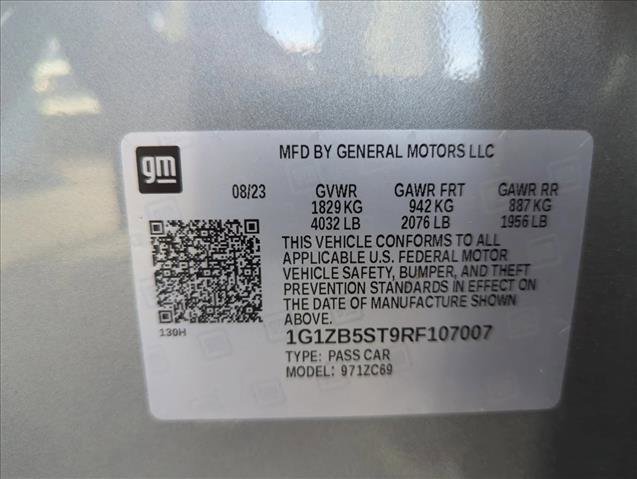 gm
MFD BY GENERAL MOTORS LLC
08/23 GVWR GAWR FRT GAWR RR
1829 KG 942 KG 887 KG
4032 LB 2076 LB 1956 LB
THIS VEHICLE CONFORMS TO ALL
APPLICABLE U.S. FEDERAL MOTOR
VEHICLE SAFETY, BUMPER, AND THEFT
PREVENTION STANDARDS IN EFFECT ON
THE DATE OF MANUFACTURE SHOWN
ABOVE.
130H
1G1ZB5ST9RF107007
TYPE: PASS CAR
MODEL: 971ZC69